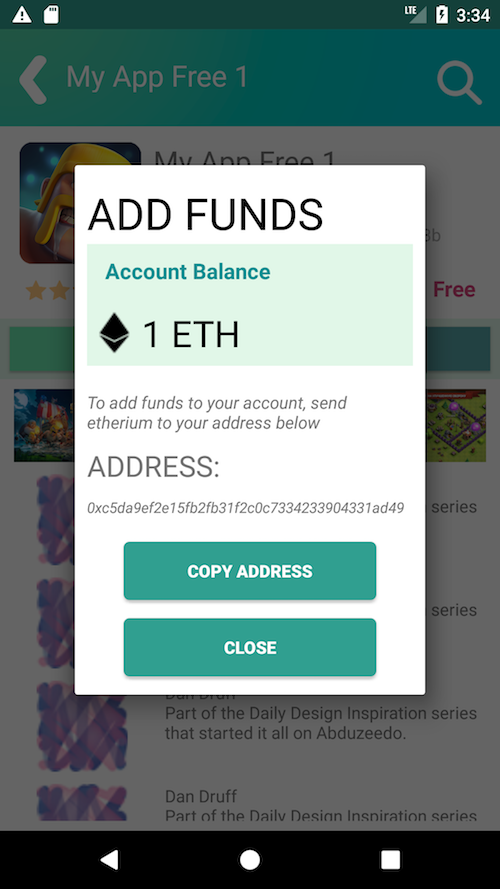 LTE 3:34
My App Free 1
My App Free 1
Free
ADD FUNDS
Account Balance
1 ETH
To add funds to your account, send
etherium to your address below
ADDRESS:
0xc5da9ef2e15fb2fb31f2c0c7334233904331ad49
series
COPY ADDRESS
series
CLOSE
Dan Druff
Part of the Daily Design Inspiration series
that started it all on Abduzeedo.
Dan Druff
Part of the Daily Design Inspiration series